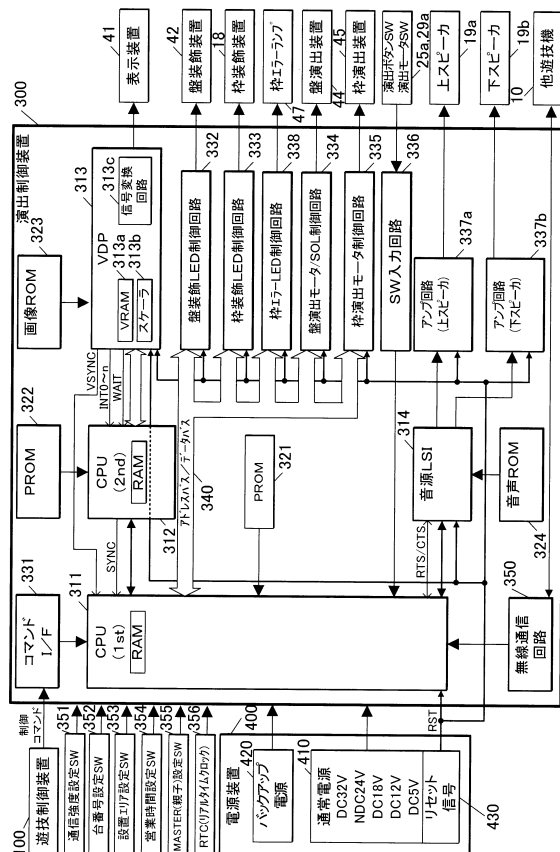 41
表示装置
42
盤装飾装置
18
枠装飾装置
枠エラーランプ
47
盤演出装置
44
45
枠演出装置
演出ボタンSW
演出モータSW
25a,29a
上スピーカ
19a
下スピーカ
19b
10
他遊技機
300
演出制御装置
323
画像ROM
313
VDP
313c
信号変換
回路
313a
313b
VRAM
スケーラ
332
盤装飾LED制御回路
333
枠装飾LED制御回路
338
枠エラーLED制御回路
334
盤演出モータ/SOL制御回路
335
枠演出モータ制御回路
336
SW入力回路
337a
アンプ回路
(上スピーカ)
337b
アンプ回路
(下スピーカ)
VSYNC
INT0~n
WAIT
322
PROM
CPU
(2nd)
RAM
312
アドレスバス/データバス
340
321
PROM
314
音源LSI
音声ROM
324
SYNC
RTS/CTS
331
コマンド
I/F
311
CPU
(1st)
RAM
350
無線通信
回路
制御
コマンド
100
遊技制御装置
351
通信強度設定SW
352
台番号設定SW
353
設置エリア設定SW
354
営業時間設定SW
355
MASTER(親子)設定SW
356
RTC(リアルタイムクロック)
400
電源装置
420
バックアップ
電源
410
通常電源
DC32V
NDC24V
DC18V
DC12V
DC5V
リセット
信号
430
RST